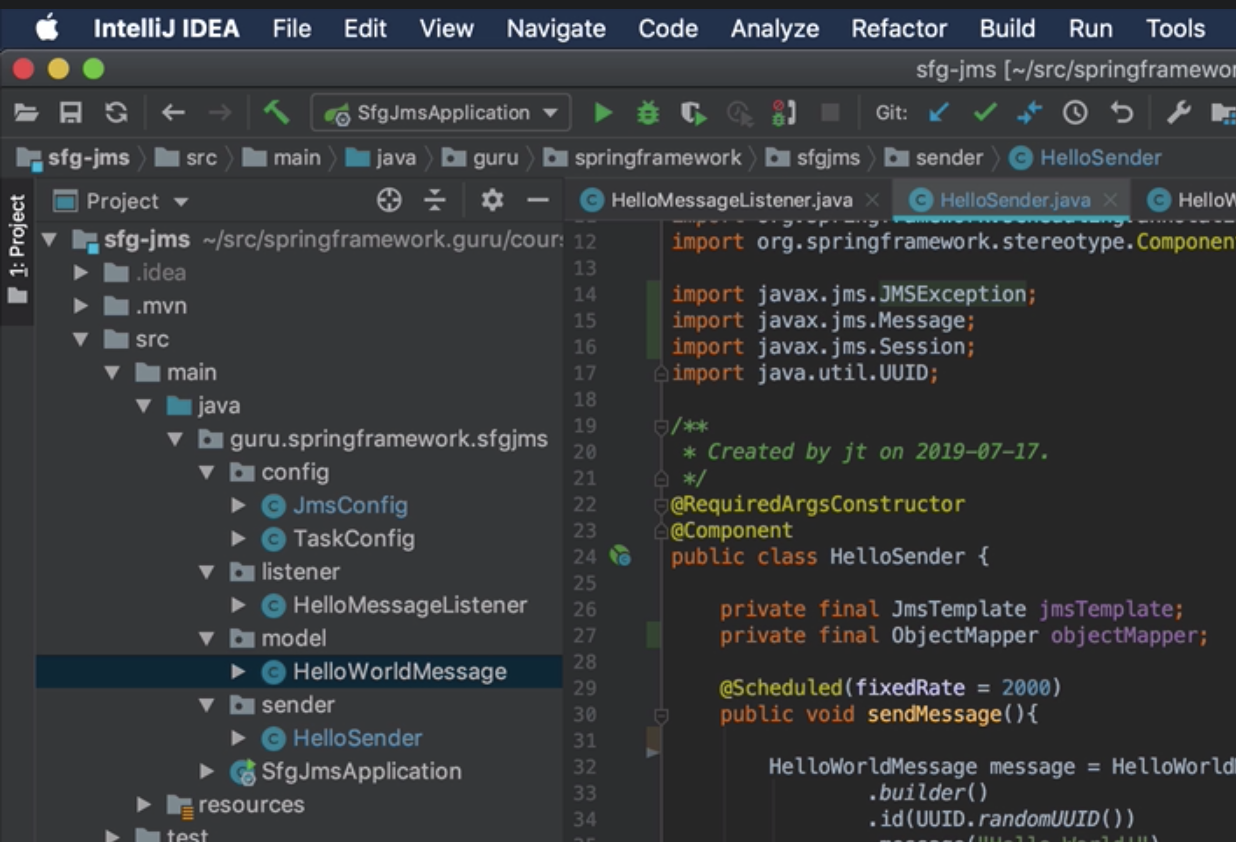 IntelliJ IDEA File Edit View Navigate Code Analyze Refactor Build Run Tools
sfg-jms [~/src/springframewor
SfgJmsApplication Git:
sfg-jms src main java guru springframework sfgjms sender HelloSender
1: Project
Project
sfg-jms ~/src/springframework.guru/cour
.idea
.mvn
src
main
java
guru.springframework.sfgjms
config
JmsConfig
TaskConfig
listener
HelloMessageListener
model
HelloWorldMessage
sender
HelloSender
SfgJmsApplication
resources
test
HelloMessageListener.java HelloSender.java HelloW
12 import org.springframework.stereotype.Componen
13
14 import javax.jms.JMSException;
15 import javax.jms.Message;
16 import javax.jms.Session;
17 import java.util.UUID;
18
19 /**
20 * Created by jt on 2019-07-17.
21 */
22 @RequiredArgsConstructor
23 @Component
24 public class HelloSender {
25
26 private final JmsTemplate jmsTemplate;
27 private final ObjectMapper objectMapper;
28
29 @Scheduled(fixedRate = 2000)
30 public void sendMessage(){
31
32 HelloWorldMessage message = HelloWorld
33 .builder()
34 .id(UUID.randomUUID())